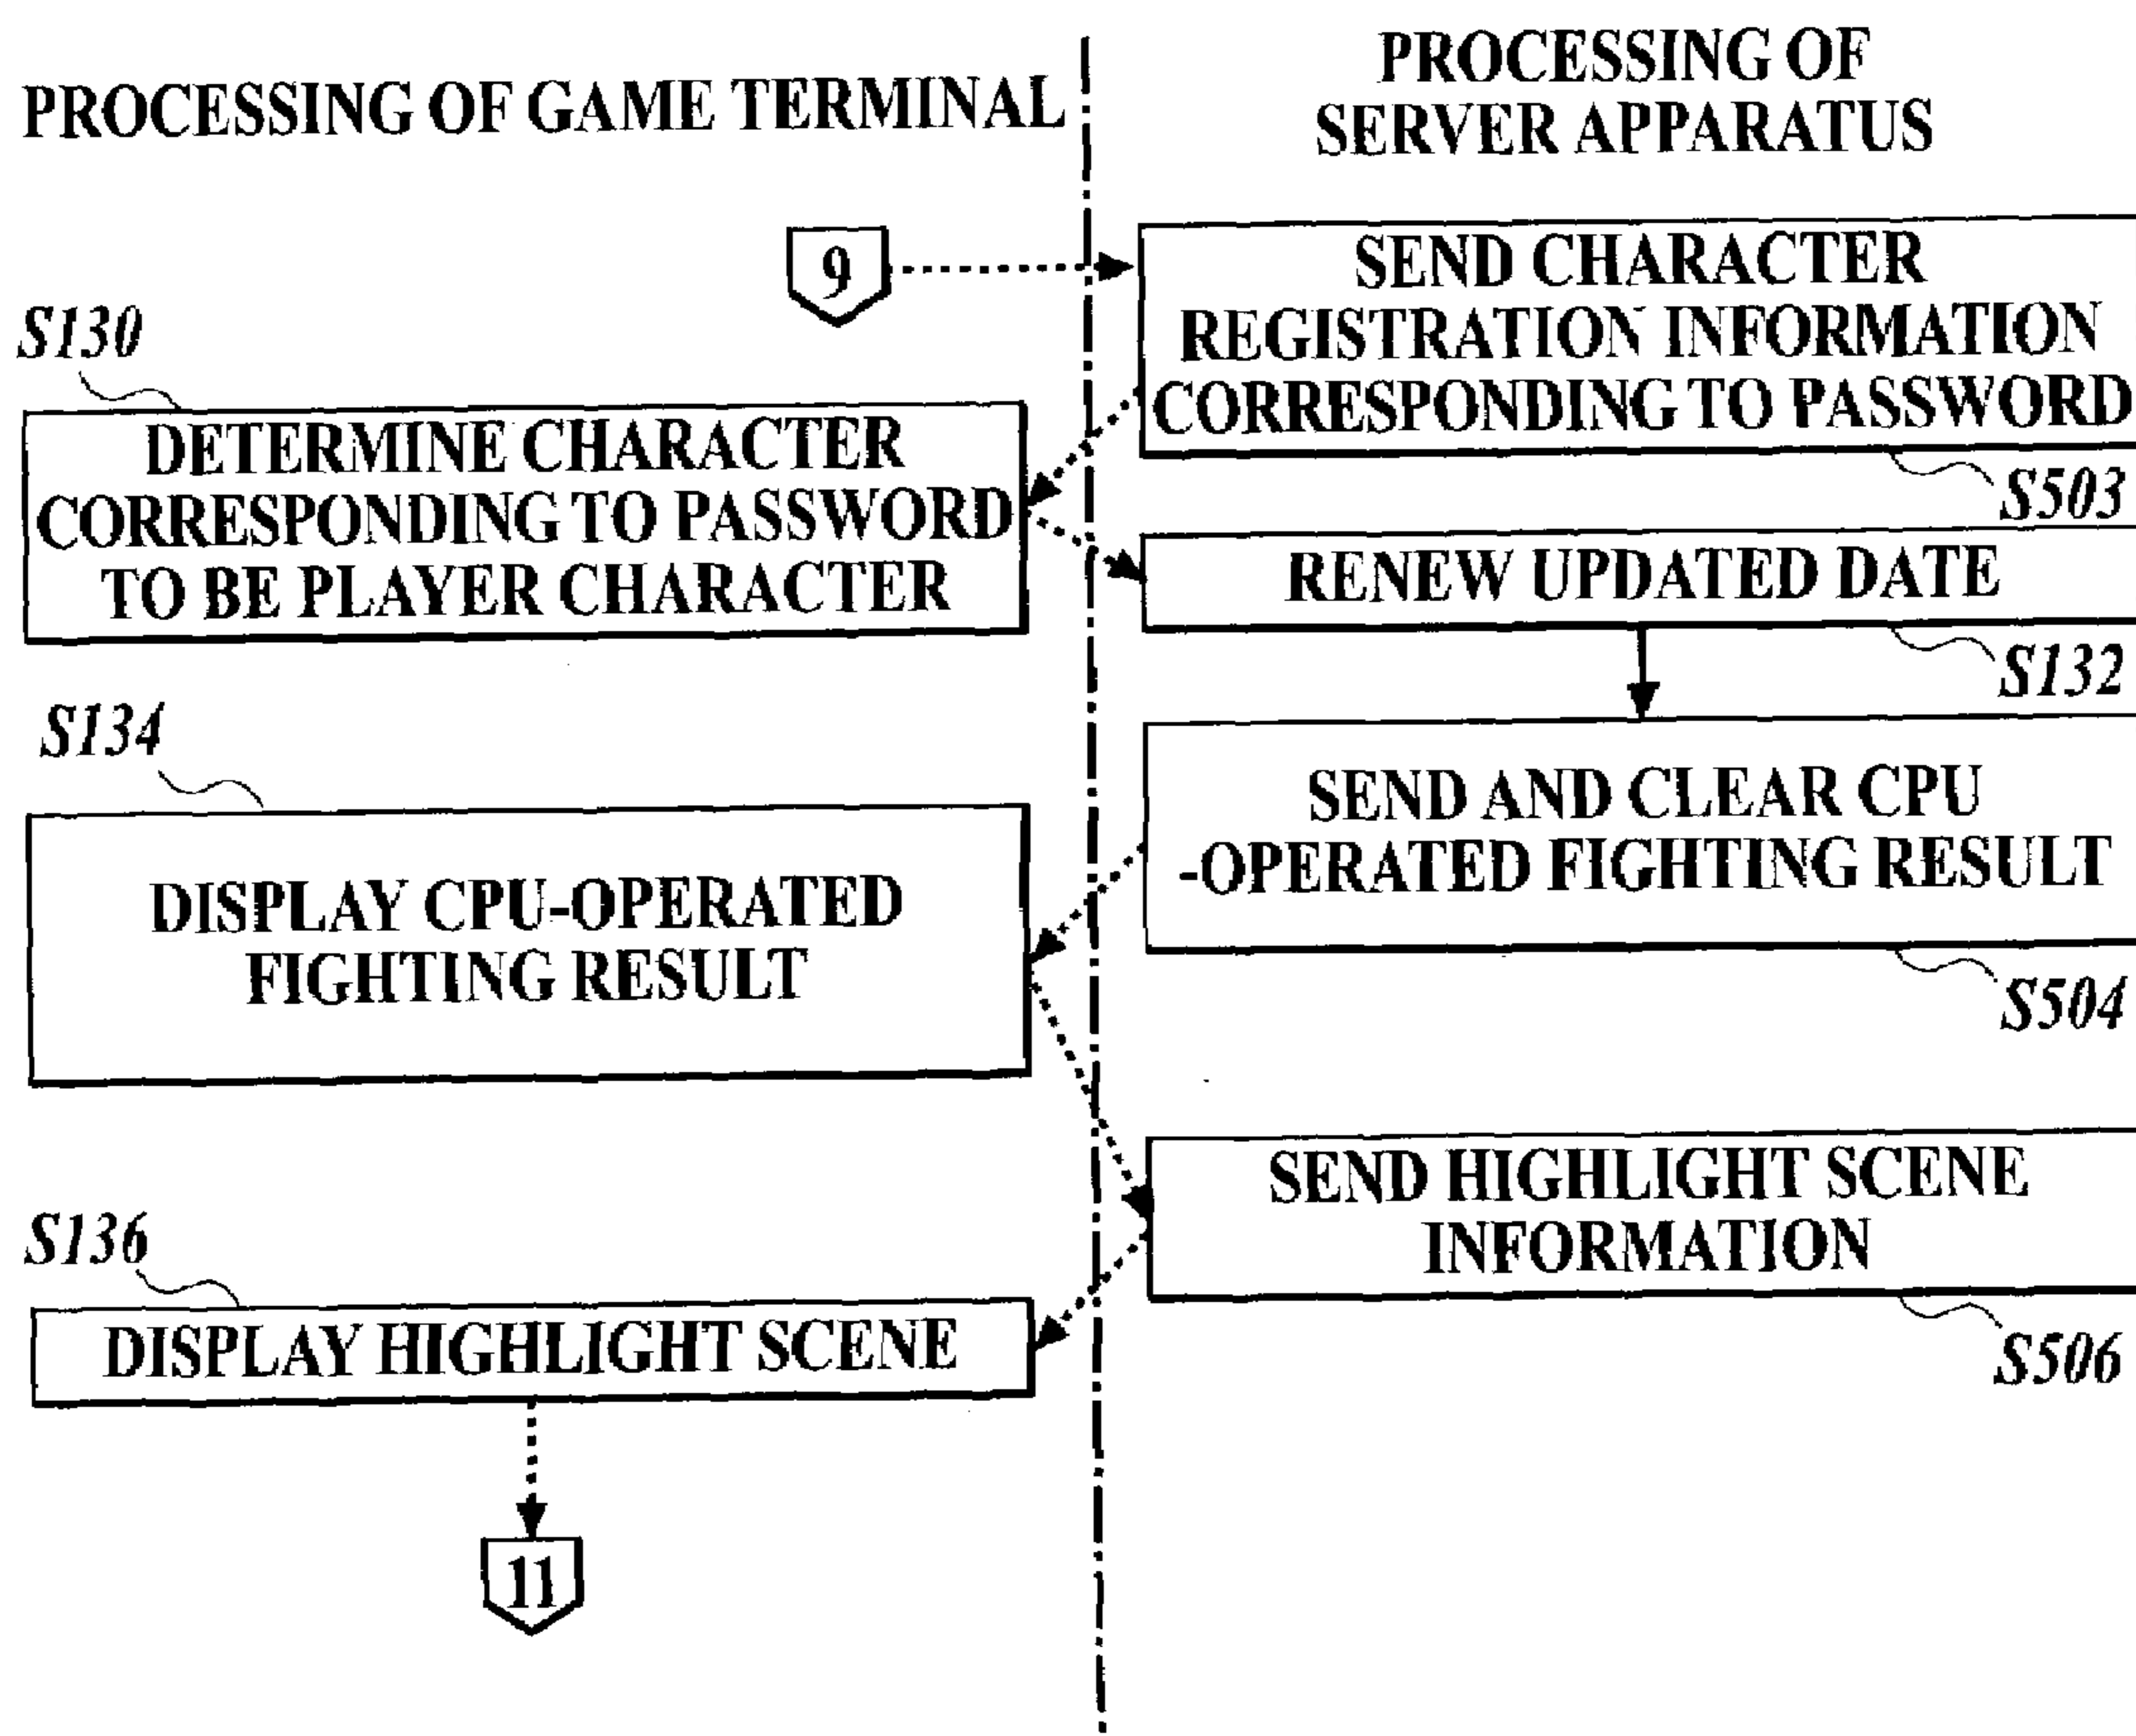 PROCESSING OF GAME TERMINAL
PROCESSING OF
SERVER APPARATUS
9
SEND CHARACTER
REGISTRATION INFORMATION
CORRESPONDING TO PASSWORD
S503
S130
DETERMINE CHARACTER
CORRESPONDING TO PASSWORD
TO BE PLAYER CHARACTER
RENEW UPDATED DATE
S132
SEND AND CLEAR CPU
-OPERATED FIGHTING RESULT
S504
S134
DISPLAY CPU-OPERATED
FIGHTING RESULT
SEND HIGHLIGHT SCENE
INFORMATION
S506
S136
DISPLAY HIGHLIGHT SCENE
11